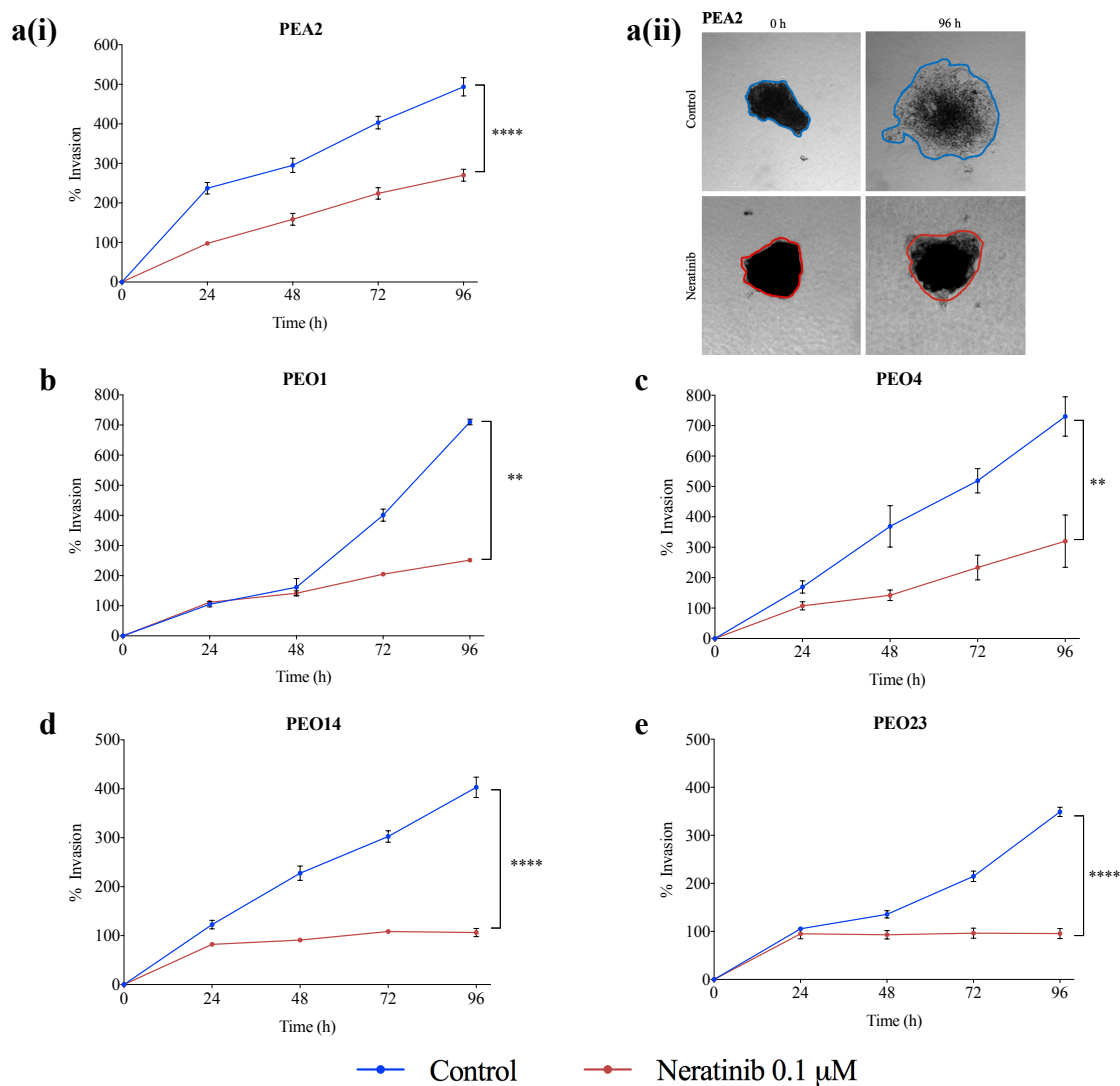 a(i)
PEA2
600
500
400
300
200
100
0
% Invasion
0 24 48 72 96
Time (h)
****
a(ii)
PEA2
0 h 96 h
Control
Neratinib
b
PEO1
800
700
600
500
400
300
200
100
0
% Invasion
0 24 48 72 96
Time (h)
**
c
PEO4
800
700
600
500
400
300
200
100
0
% Invasion
0 24 48 72 96
Time (h)
**
d
PEO14
500
400
300
200
100
0
% Invasion
0 24 48 72 96
Time (h)
****
e
PEO23
500
400
300
200
100
0
% Invasion
0 24 48 72 96
Time (h)
****
Control Neratinib 0.1 μM